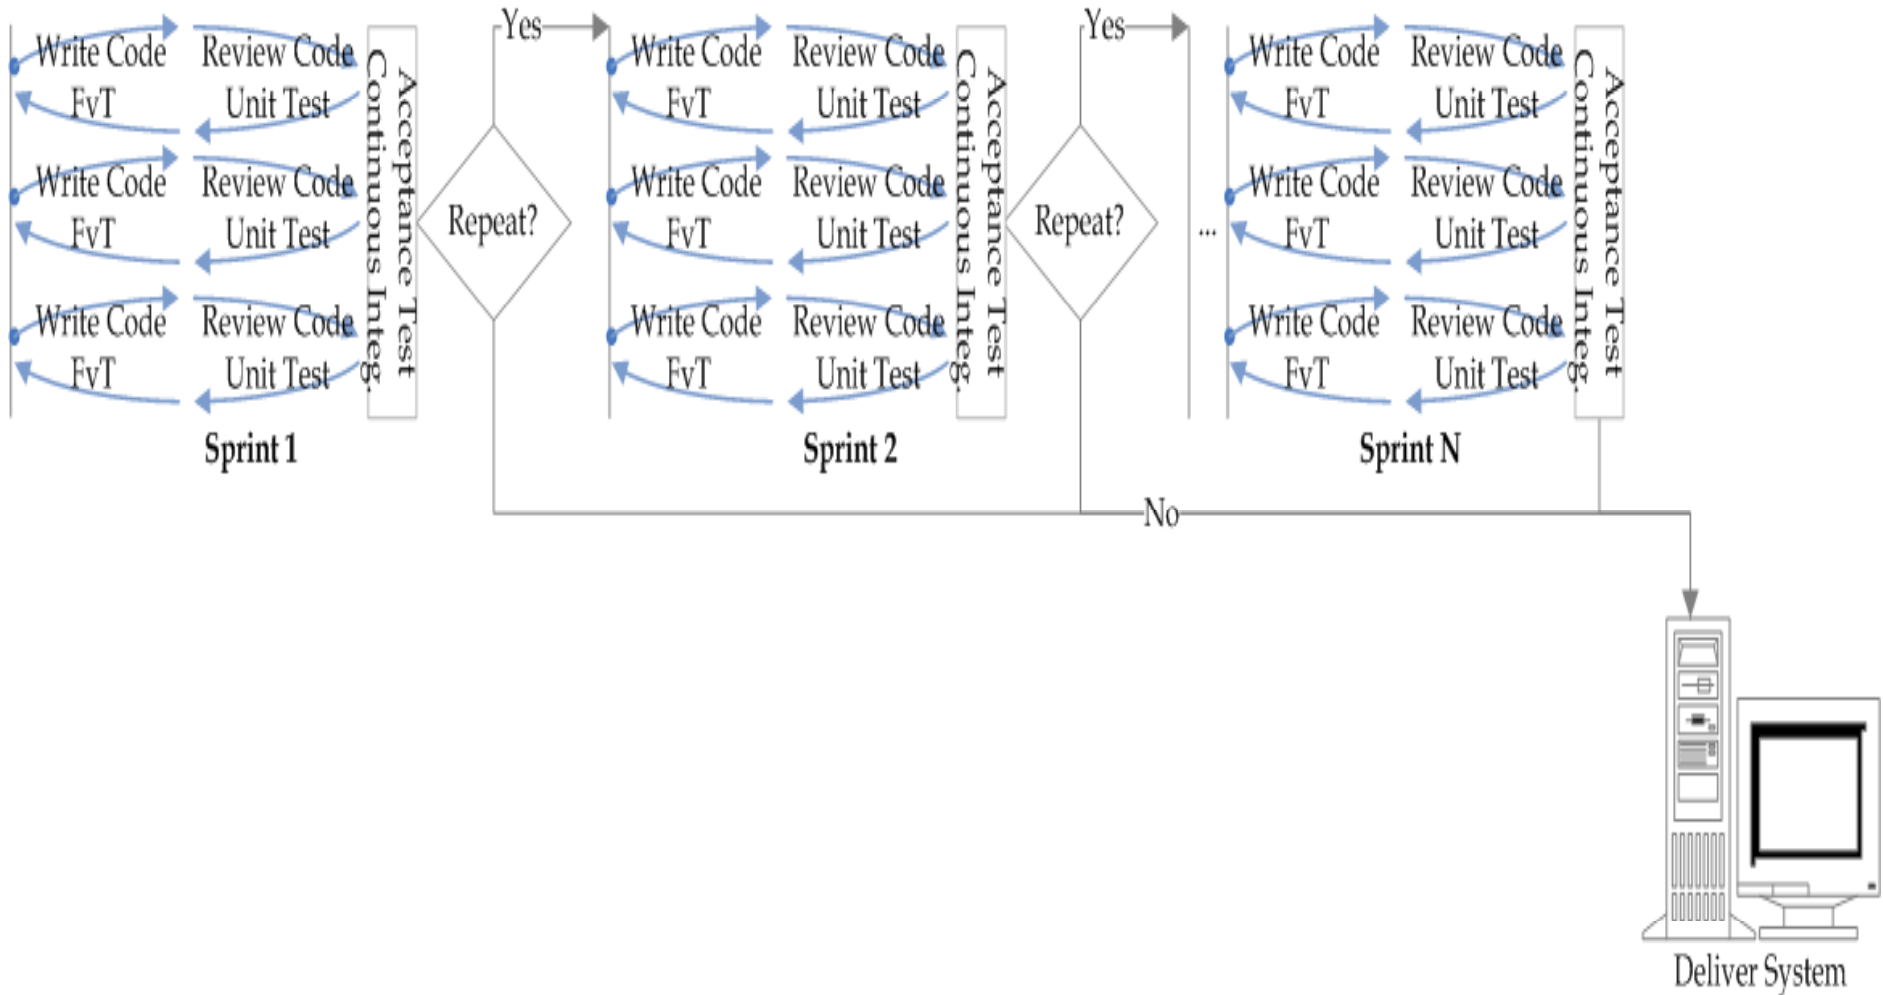 Write Code Review Code
FvT Unit Test
Write Code Review Code
FvT Unit Test
Write Code Review Code
FvT Unit Test
Acceptance Test
Continuous Integ.
Sprint 1
Repeat?
Yes
Write Code Review Code
FvT Unit Test
Write Code Review Code
FvT Unit Test
Write Code Review Code
FvT Unit Test
Acceptance Test
Continuous Integ.
Sprint 2
Repeat?
Yes
...
Write Code Review Code
FvT Unit Test
Write Code Review Code
FvT Unit Test
Write Code Review Code
FvT Unit Test
Acceptance Test
Continuous Integ.
Sprint N
No
Deliver System